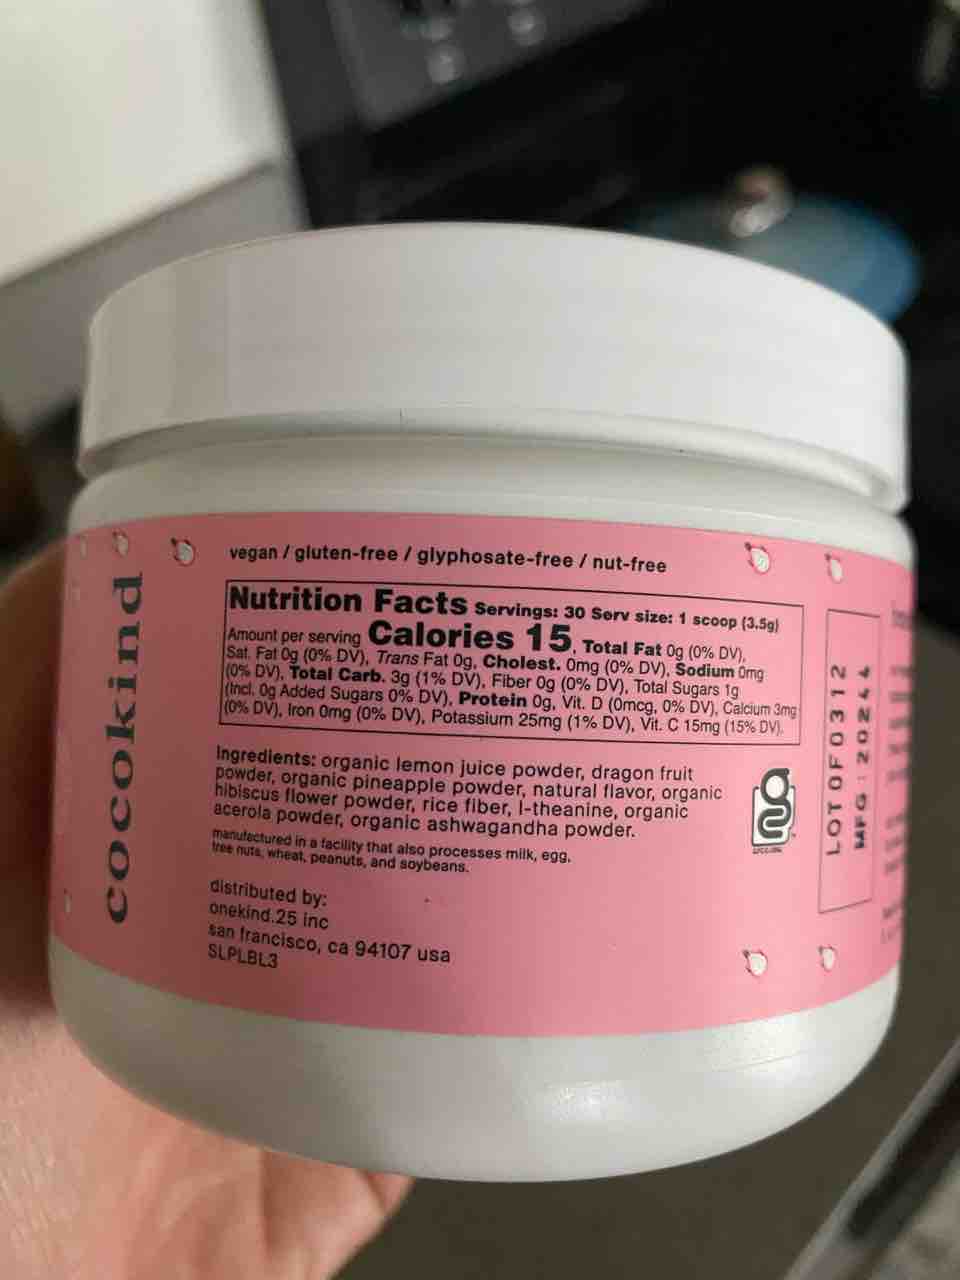 cocokind
vegan / gluten-free / glyphosate-free / nut-free
Nutrition Facts Servings: 30 Serv size: 1 scoop (3.5g)
Amount per serving Calories 15, Total Fat 0g (0% DV),
Sat. Fat 0g (0% DV), Trans Fat 0g, Cholest. 0mg (0% DV), Sodium 0mg
(0% DV), Total Carb. 3g (1% DV), Fiber 0g (0% DV), Total Sugars 1g
(Incl. 0g Added Sugars 0% DV), Protein 0g, Vit. D (0mcg, 0% DV), Calcium 3mg
(0% DV), Iron 0mg (0% DV), Potassium 25mg (1% DV), Vit. C 15mg (15% DV).
Ingredients: organic lemon juice powder, dragon fruit
powder, organic pineapple powder, natural flavor, organic
hibiscus flower powder, rice fiber, l-theanine, organic
acerola powder, organic ashwagandha powder.
manufactured in a facility that also processes milk, egg,
tree nuts, wheat, peanuts, and soybeans.
distributed by:
onekind.25 inc
san francisco, ca 94107 usa
SLPLBL3
LOT0F0312
MFG: 20244